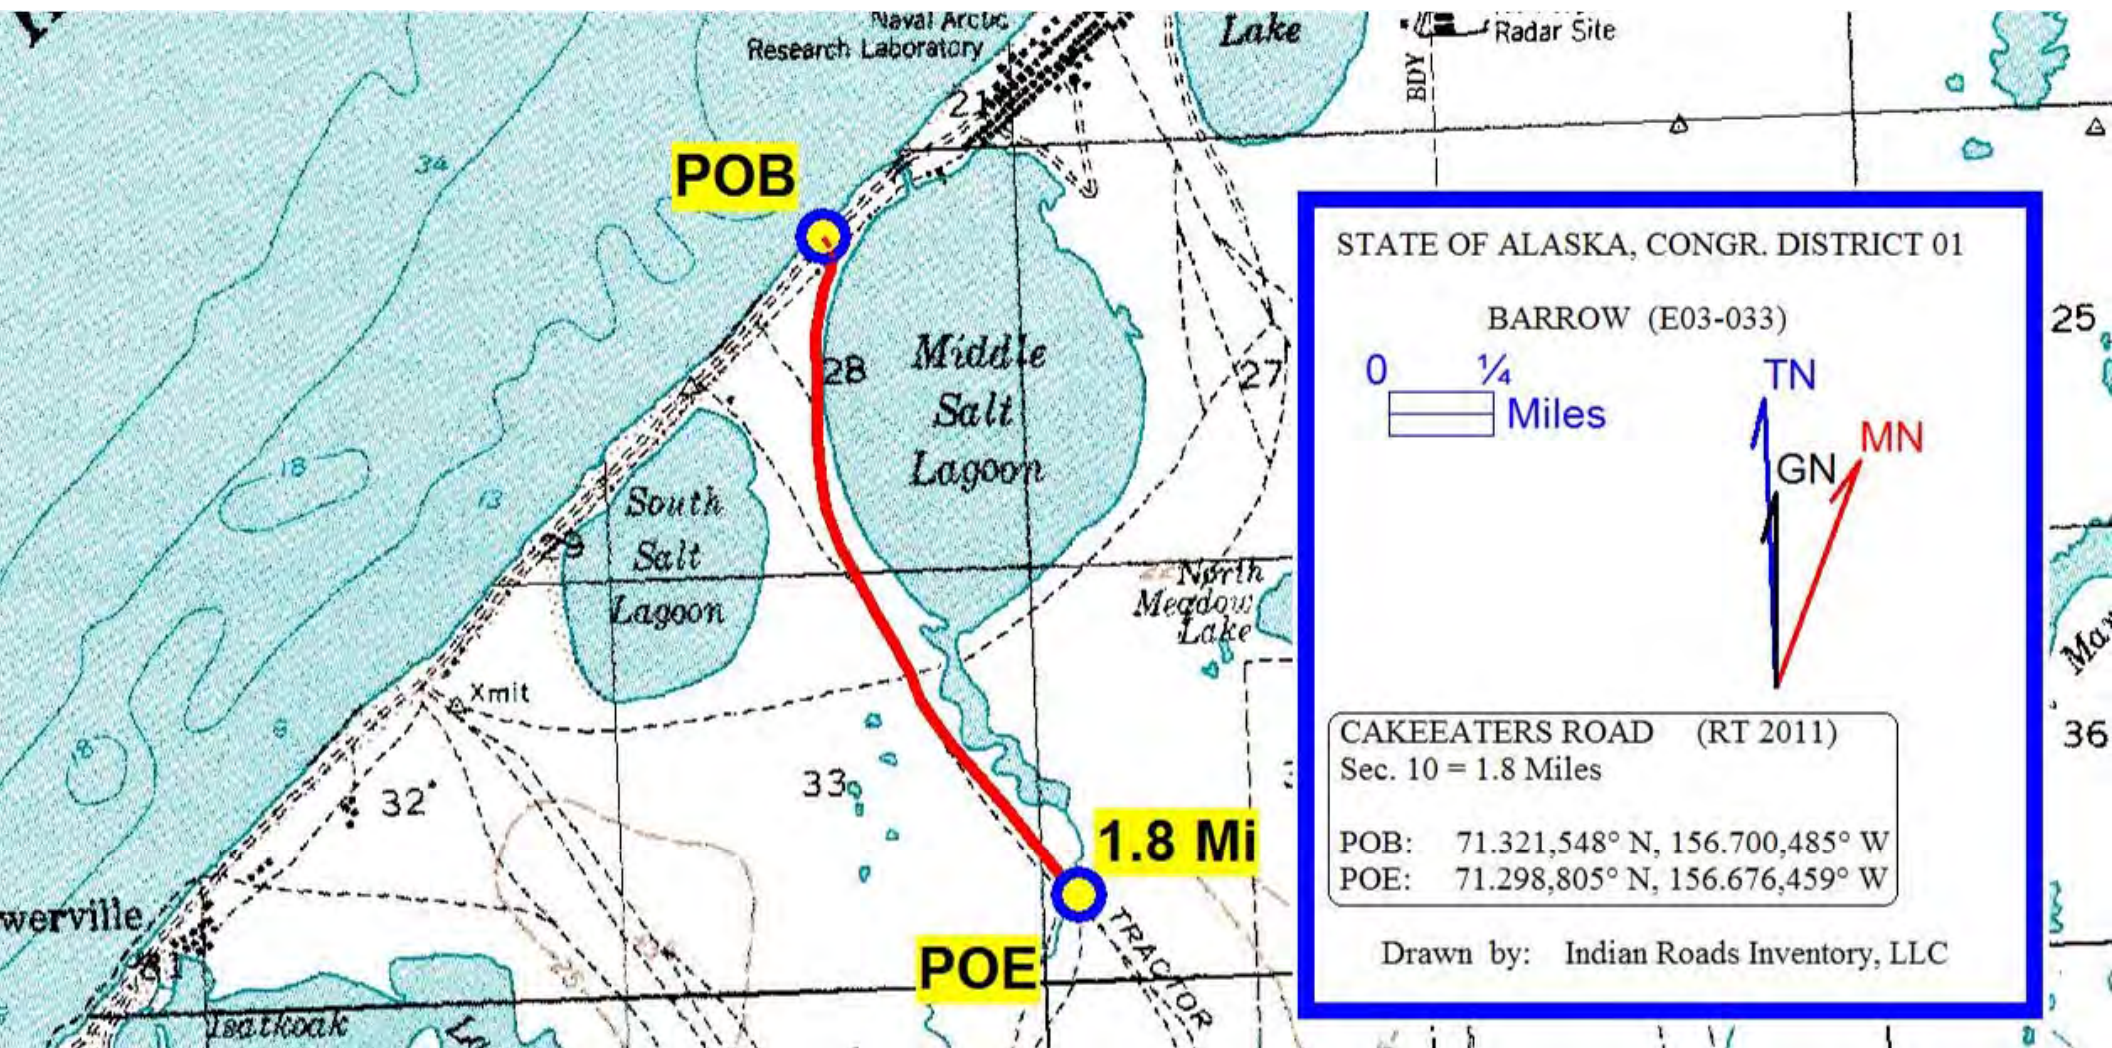 Naval Arctic
Research Laboratory
Lake
Radar Site
BDY
21
34
POB
STATE OF ALASKA, CONGR. DISTRICT 01
BARROW (E03-033)
0 ¼
Miles
TN
GN
MN
25
28
Middle
Salt
Lagoon
27
18
13
South
Salt
Lagoon
29
North
Meadow
Lake
Xmit
33
32
18
36
CAKEEATERS ROAD (RT 2011)
Sec. 10 = 1.8 Miles
POB: 71.321,548° N, 156.700,485° W
POE: 71.298,805° N, 156.676,459° W
Drawn by: Indian Roads Inventory, LLC
1.8 Mi
POE
TRACTOR
werville
31
25
Isatkoak